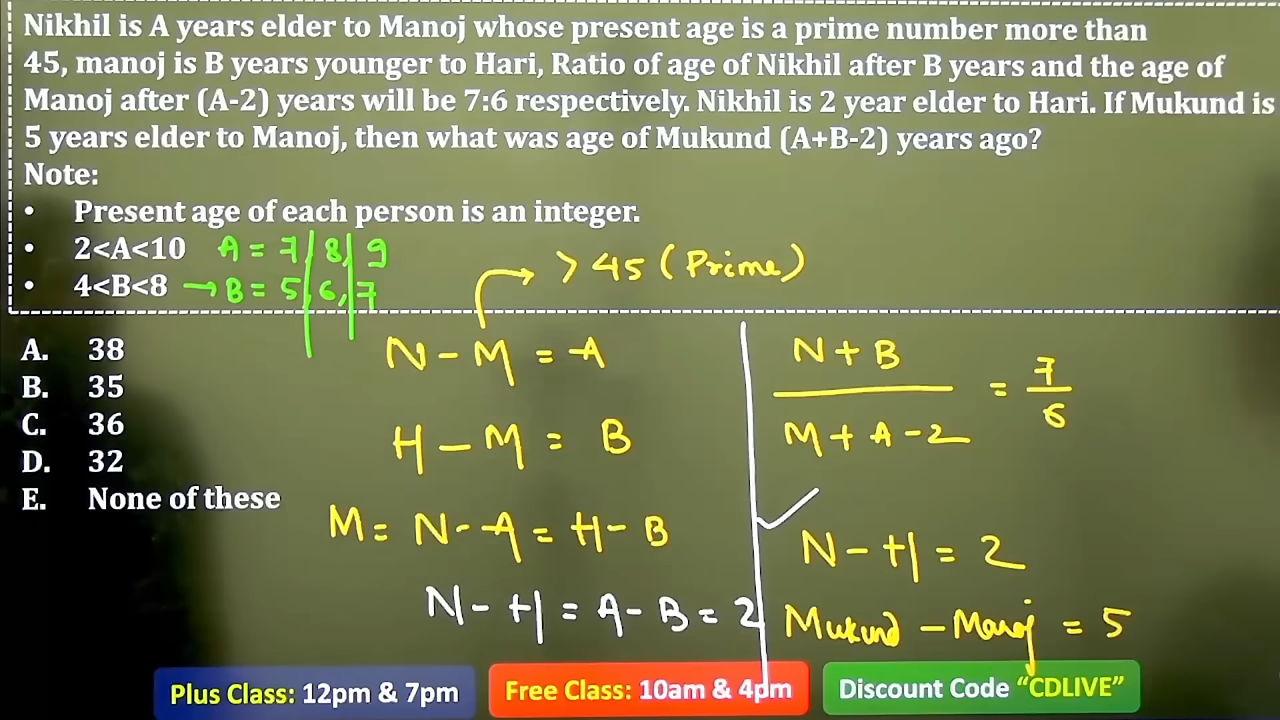 Nikhil is A years elder to Manoj whose present age is a prime number more than
45, manoj is B years younger to Hari, Ratio of age of Nikhil after B years and the age of
Manoj after (A-2) years will be 7:6 respectively. Nikhil is 2 year elder to Hari. If Mukund is
5 years elder to Manoj, then what was age of Mukund (A+B-2) years ago?
Note:
• Present age of each person is an integer.
• 2<A<10 A = 7 | 8, | 9
• 4<B<8 → B = 5, | 6, | 7
→ > 45 (Prime)
A. 38
B. 35
C. 36
D. 32
E. None of these
N - M = A
H - M = B
M = N - A = H - B
N - H = A - B = 2
N + B / M + A - 2 = 7/6
N - H = 2
Mukund - Manoj = 5
Plus Class: 12pm & 7pm
Free Class: 10am & 4pm
Discount Code "CDLIVE"